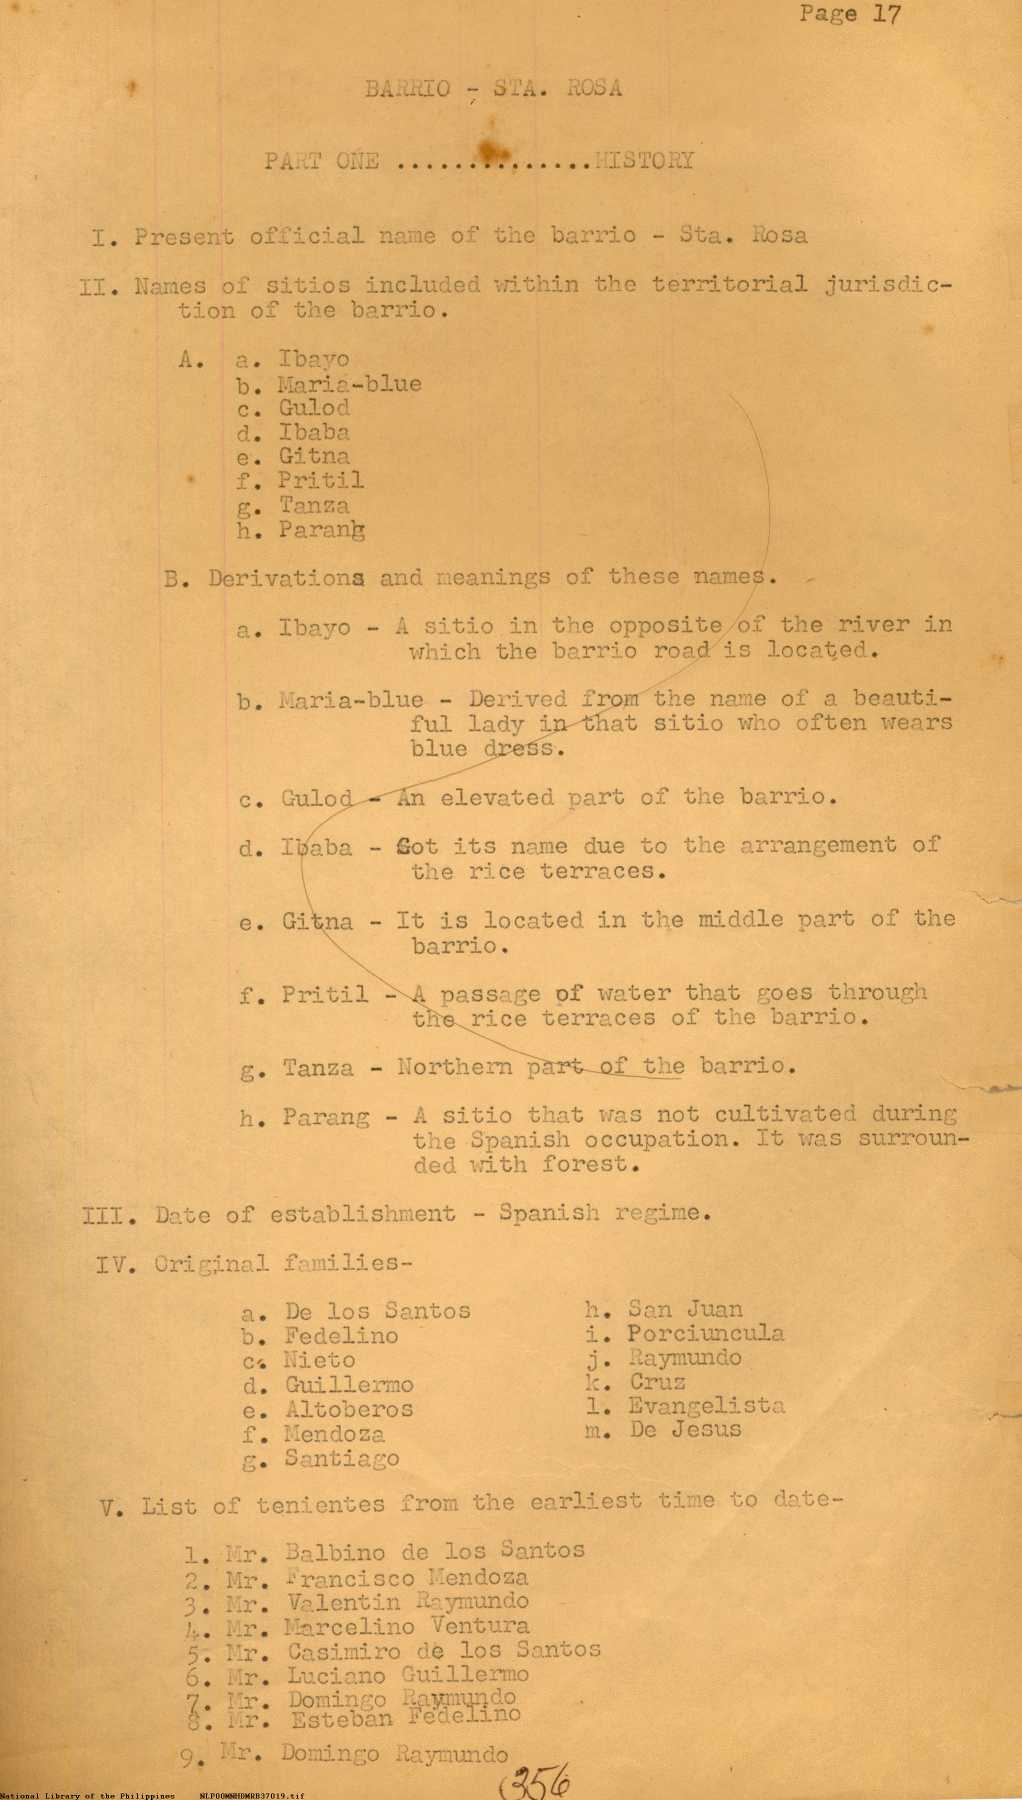 Page 17
BARRIO - STA. ROSA
PART ONE ..............HISTORY
I. Present official name of the barrio - Sta. Rosa
II. Names of sitios included within the territorial jurisdic-
tion of the barrio.
A. a. Ibayo
b. Maria-blue
c. Gulod
d. Ibaba
e. Gitna
f. Pritil
g. Tanza
h. Parang
B. Derivations and meanings of these names.
a. Ibayo - A sitio in the opposite of the river in
which the barrio road is located.
b. Maria-blue - Derived from the name of a beauti-
ful lady in that sitio who often wears
blue dress.
c. Gulod - An elevated part of the barrio.
d. Ibaba - Got its name due to the arrangement of
the rice terraces.
e. Gitna - It is located in the middle part of the
barrio.
f. Pritil - A passage of water that goes through
the rice terraces of the barrio.
g. Tanza - Northern part of the barrio.
h. Parang - A sitio that was not cultivated during
the Spanish occupation. It was surroun-
ded with forest.
III. Date of establishment - Spanish regime.
IV. Original families-
a. De los Santos
b. Fedelino
c. Nieto
d. Guillermo
e. Altoberos
f. Mendoza
g. Santiago
h. San Juan
i. Porciuncula
j. Raymundo
k. Cruz
l. Evangelista
m. De Jesus
V. List of tenientes from the earliest time to date-
1. Mr. Balbino de los Santos
2. Mr. Francisco Mendoza
3. Mr. Valentin Raymundo
4. Mr. Marcelino Ventura
5. Mr. Casimiro de los Santos
6. Mr. Luciano Guillermo
7. Mr. Domingo Raymundo
8. Mr. Esteban Fedelino
9. Mr. Domingo Raymundo
356
National Library of the Philippines NLPOOMNHDMRB37019.tif